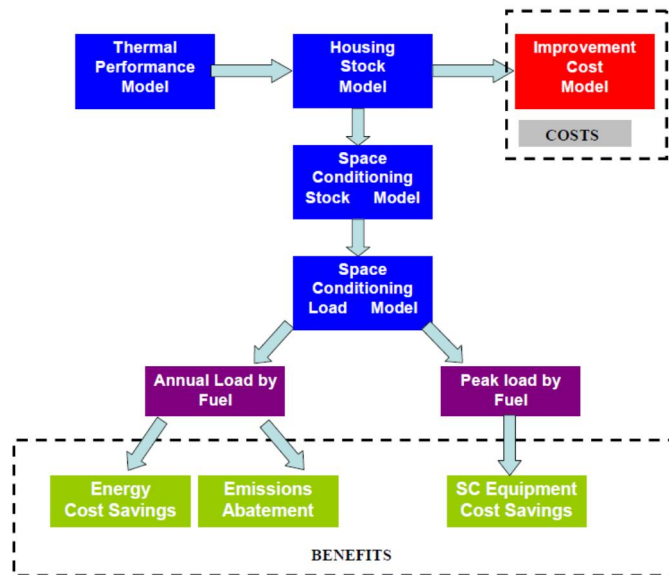 Thermal
Performance
Model
Housing
Stock
Model
Improvement
Cost
Model
COSTS
Space
Conditioning
Stock Model
Space
Conditioning
Load Model
Annual Load by
Fuel
Peak load by
Fuel
Energy
Cost Savings
Emissions
Abatement
SC Equipment
Cost Savings
BENEFITS